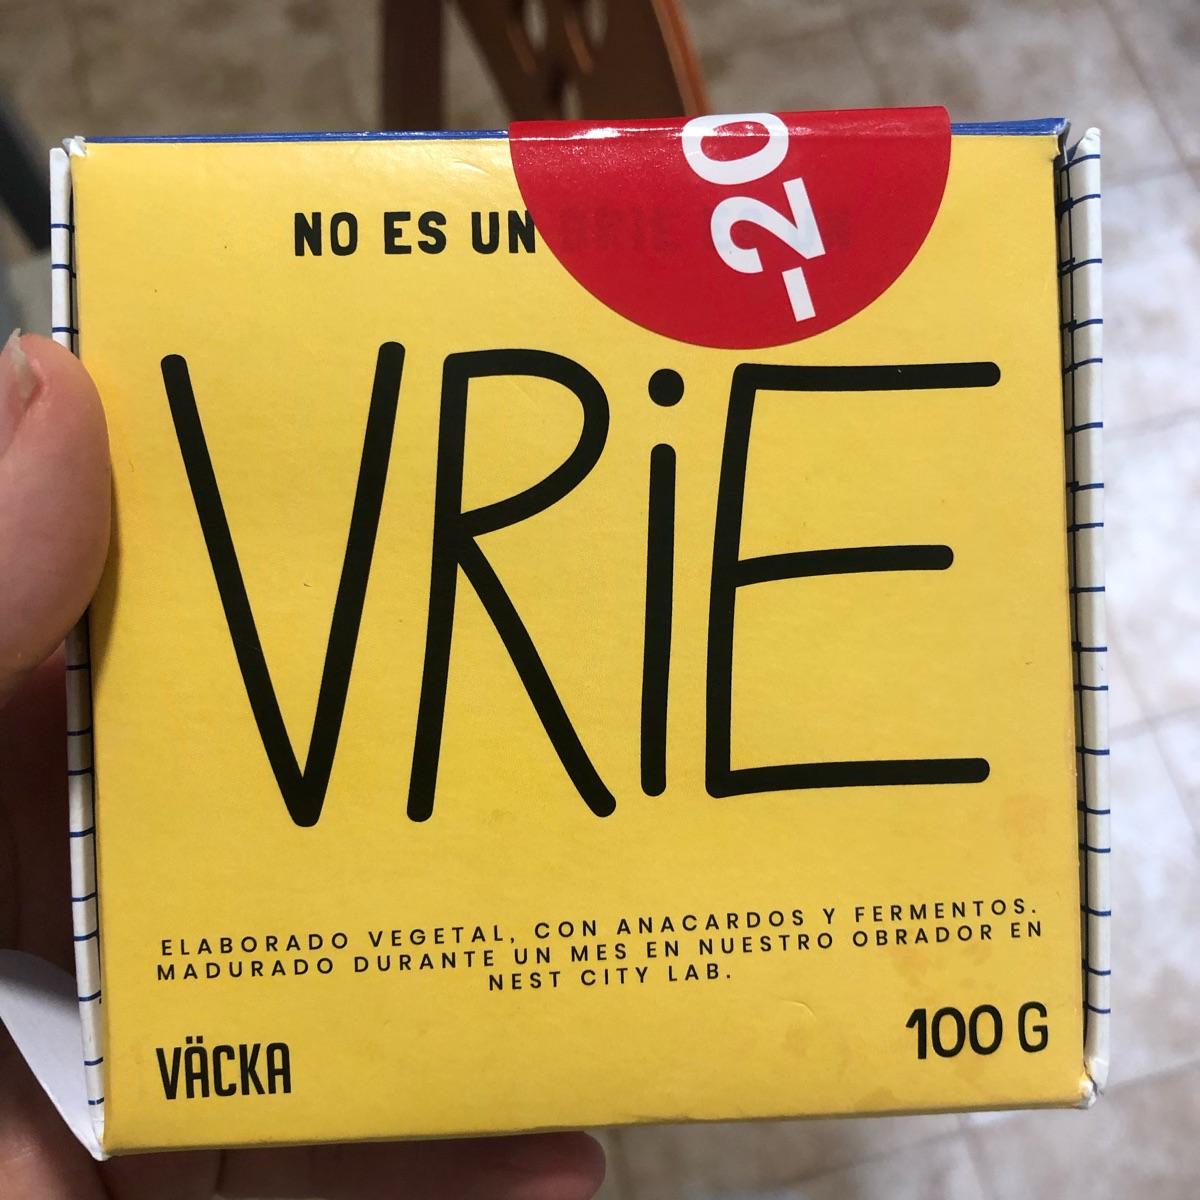 NO ES UN
-20
VRiE
ELABORADO VEGETAL, CON ANACARDOS Y FERMENTOS.
MADURADO DURANTE UN MES EN NUESTRO OBRADOR EN
NEST CITY LAB.
VÄCKA
100 G